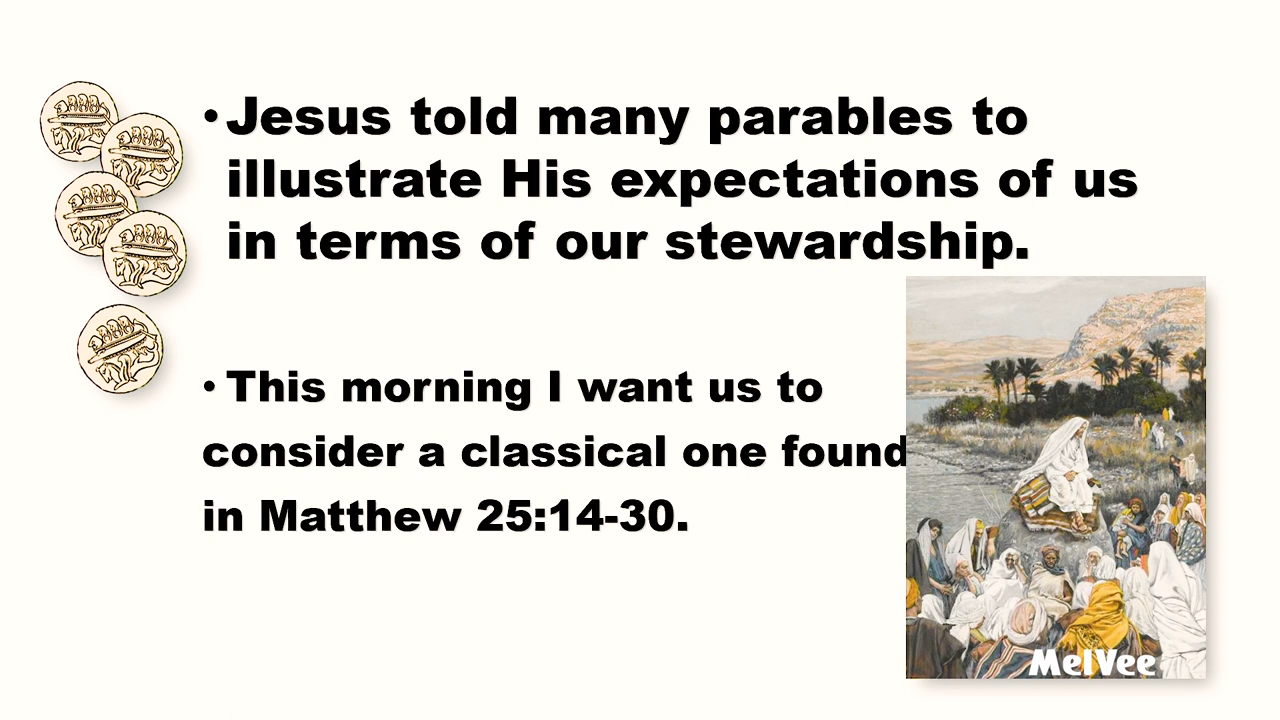 • Jesus told many parables to
illustrate His expectations of us
in terms of our stewardship.
• This morning I want us to
consider a classical one found
in Matthew 25:14-30.
MelVee